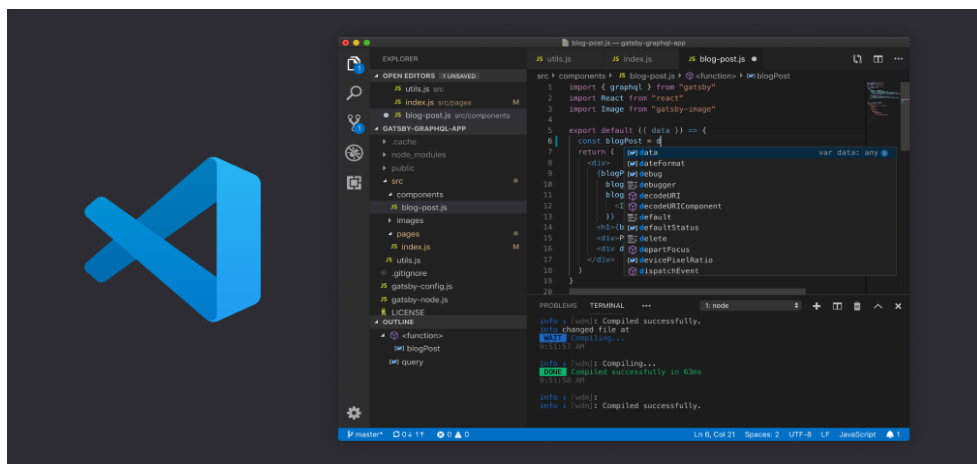 blog-post.js — gatsby-graphql-app
EXPLORER
OPEN EDITORS 1 UNSAVED
JS utils.js src
JS index.js src/pages M
JS blog-post.js src/components
GATSBY-GRAPHQL-APP
.cache
node_modules
public
src
components
JS blog-post.js
images
pages
JS index.js M
JS utils.js
.gitignore
JS gatsby-config.js
JS gatsby-node.js
LICENSE
OUTLINE
<function>
blogPost
query
JS utils.js JS index.js JS blog-post.js
src components JS blog-post.js <function> blogPost
1 import { graphql } from "gatsby"
2 import React from "react"
3 import Image from "gatsby-image"
4
5 export default ({ data }) => {
6 const blogPost = d
7 return (
8 <div>
9 {blogP
10 blog
11 blog
12 <I
13 )}
14 <h1>{b
15 <div>P
16 <div d
17 </div>
18 )
19 }
20
data var data: any
dateFormat
debug
debugger
decodeURI
decodeURIComponent
default
defaultStatus
delete
departFocus
devicePixelRatio
dispatchEvent
PROBLEMS TERMINAL ••• 1: node
info : [wdm]: Compiled successfully.
info changed file at
WAIT Compiling...
9:51:57 AM
info : [wdm]: Compiling...
DONE Compiled successfully in 63ms
9:51:58 AM
info : [wdm]:
info : [wdm]: Compiled successfully.
master* 0↓ 1↑ 0 0 Ln 6, Col 21 Spaces: 2 UTF-8 LF JavaScript 1